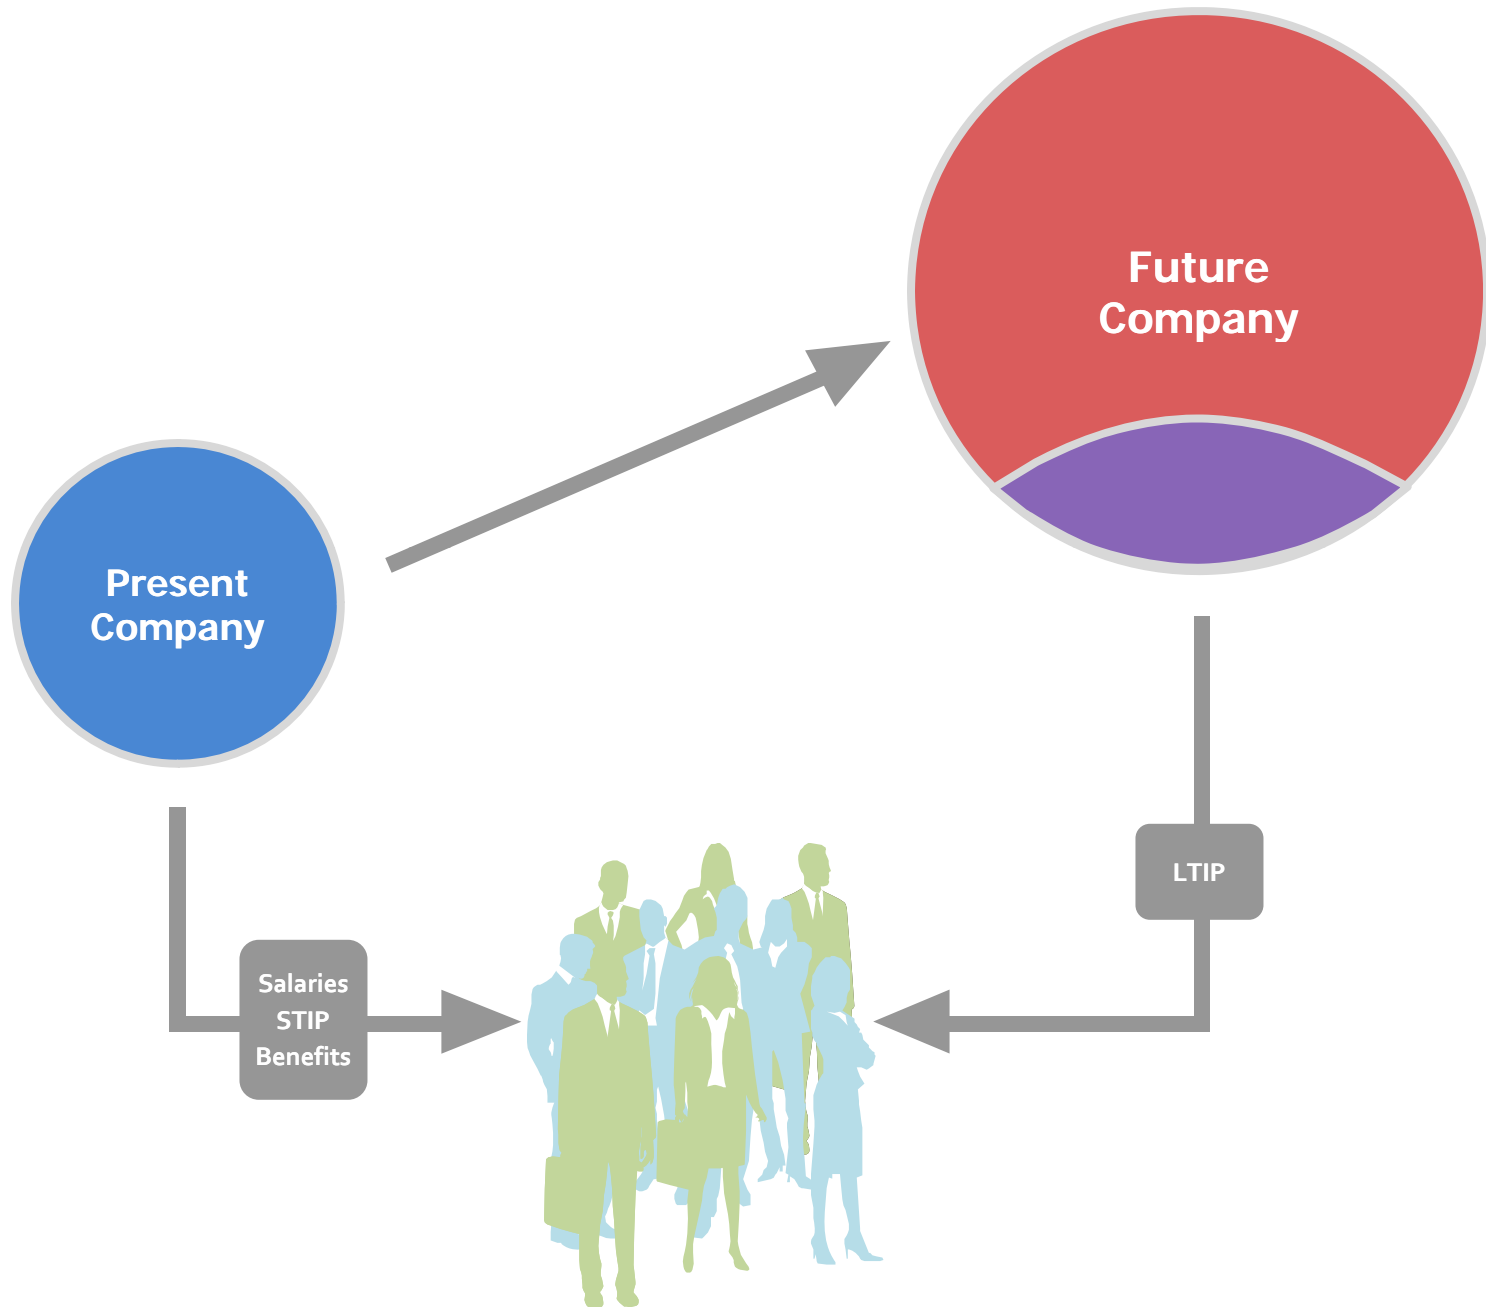 Future
Company
Present
Company
LTIP
Salaries
STIP
Benefits